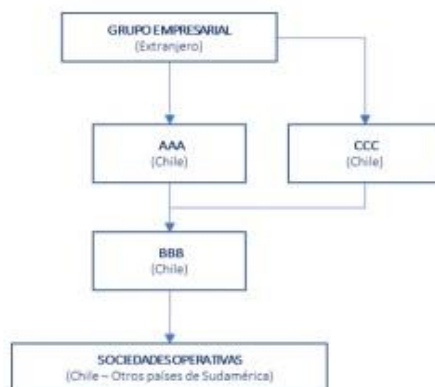 GRUPO EMPRESARIAL
(Extranjero)
AAA
(Chile)
CCC
(Chile)
BBB
(Chile)
SOCIEDADES OPERATIVAS
(Chile – Otros países de Sudamérica)